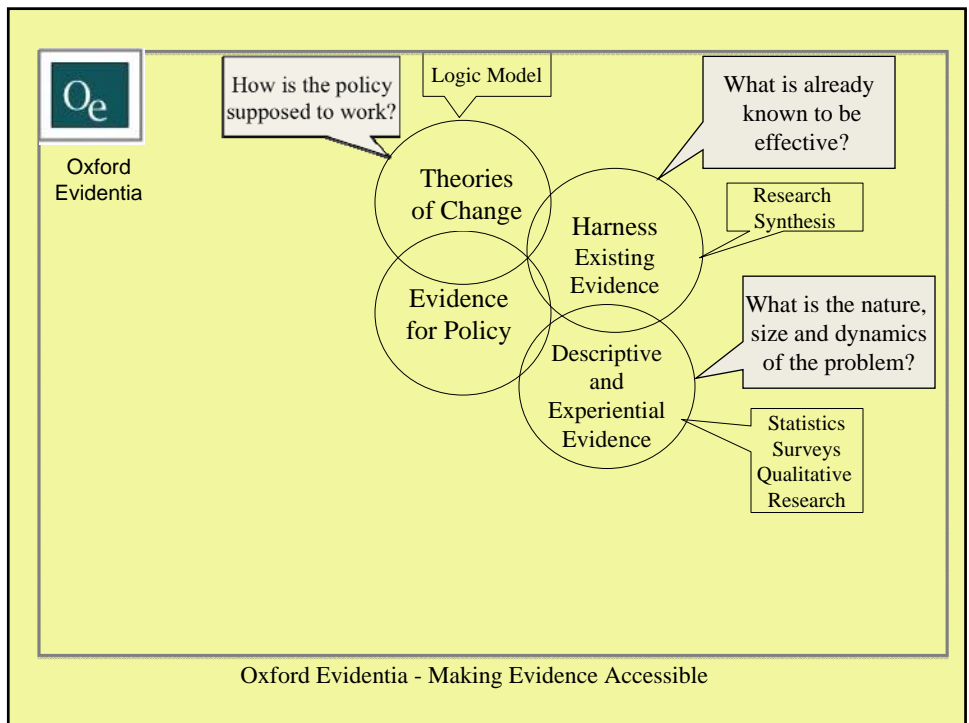 Oe
Oxford
Evidentia
How is the policy
supposed to work?
Logic Model
What is already
known to be
effective?
Theories
of Change
Harness
Existing
Evidence
Research
Synthesis
Evidence
for Policy
What is the nature,
size and dynamics
of the problem?
Descriptive
and
Experiential
Evidence
Statistics
Surveys
Qualitative
Research
Oxford Evidentia - Making Evidence Accessible